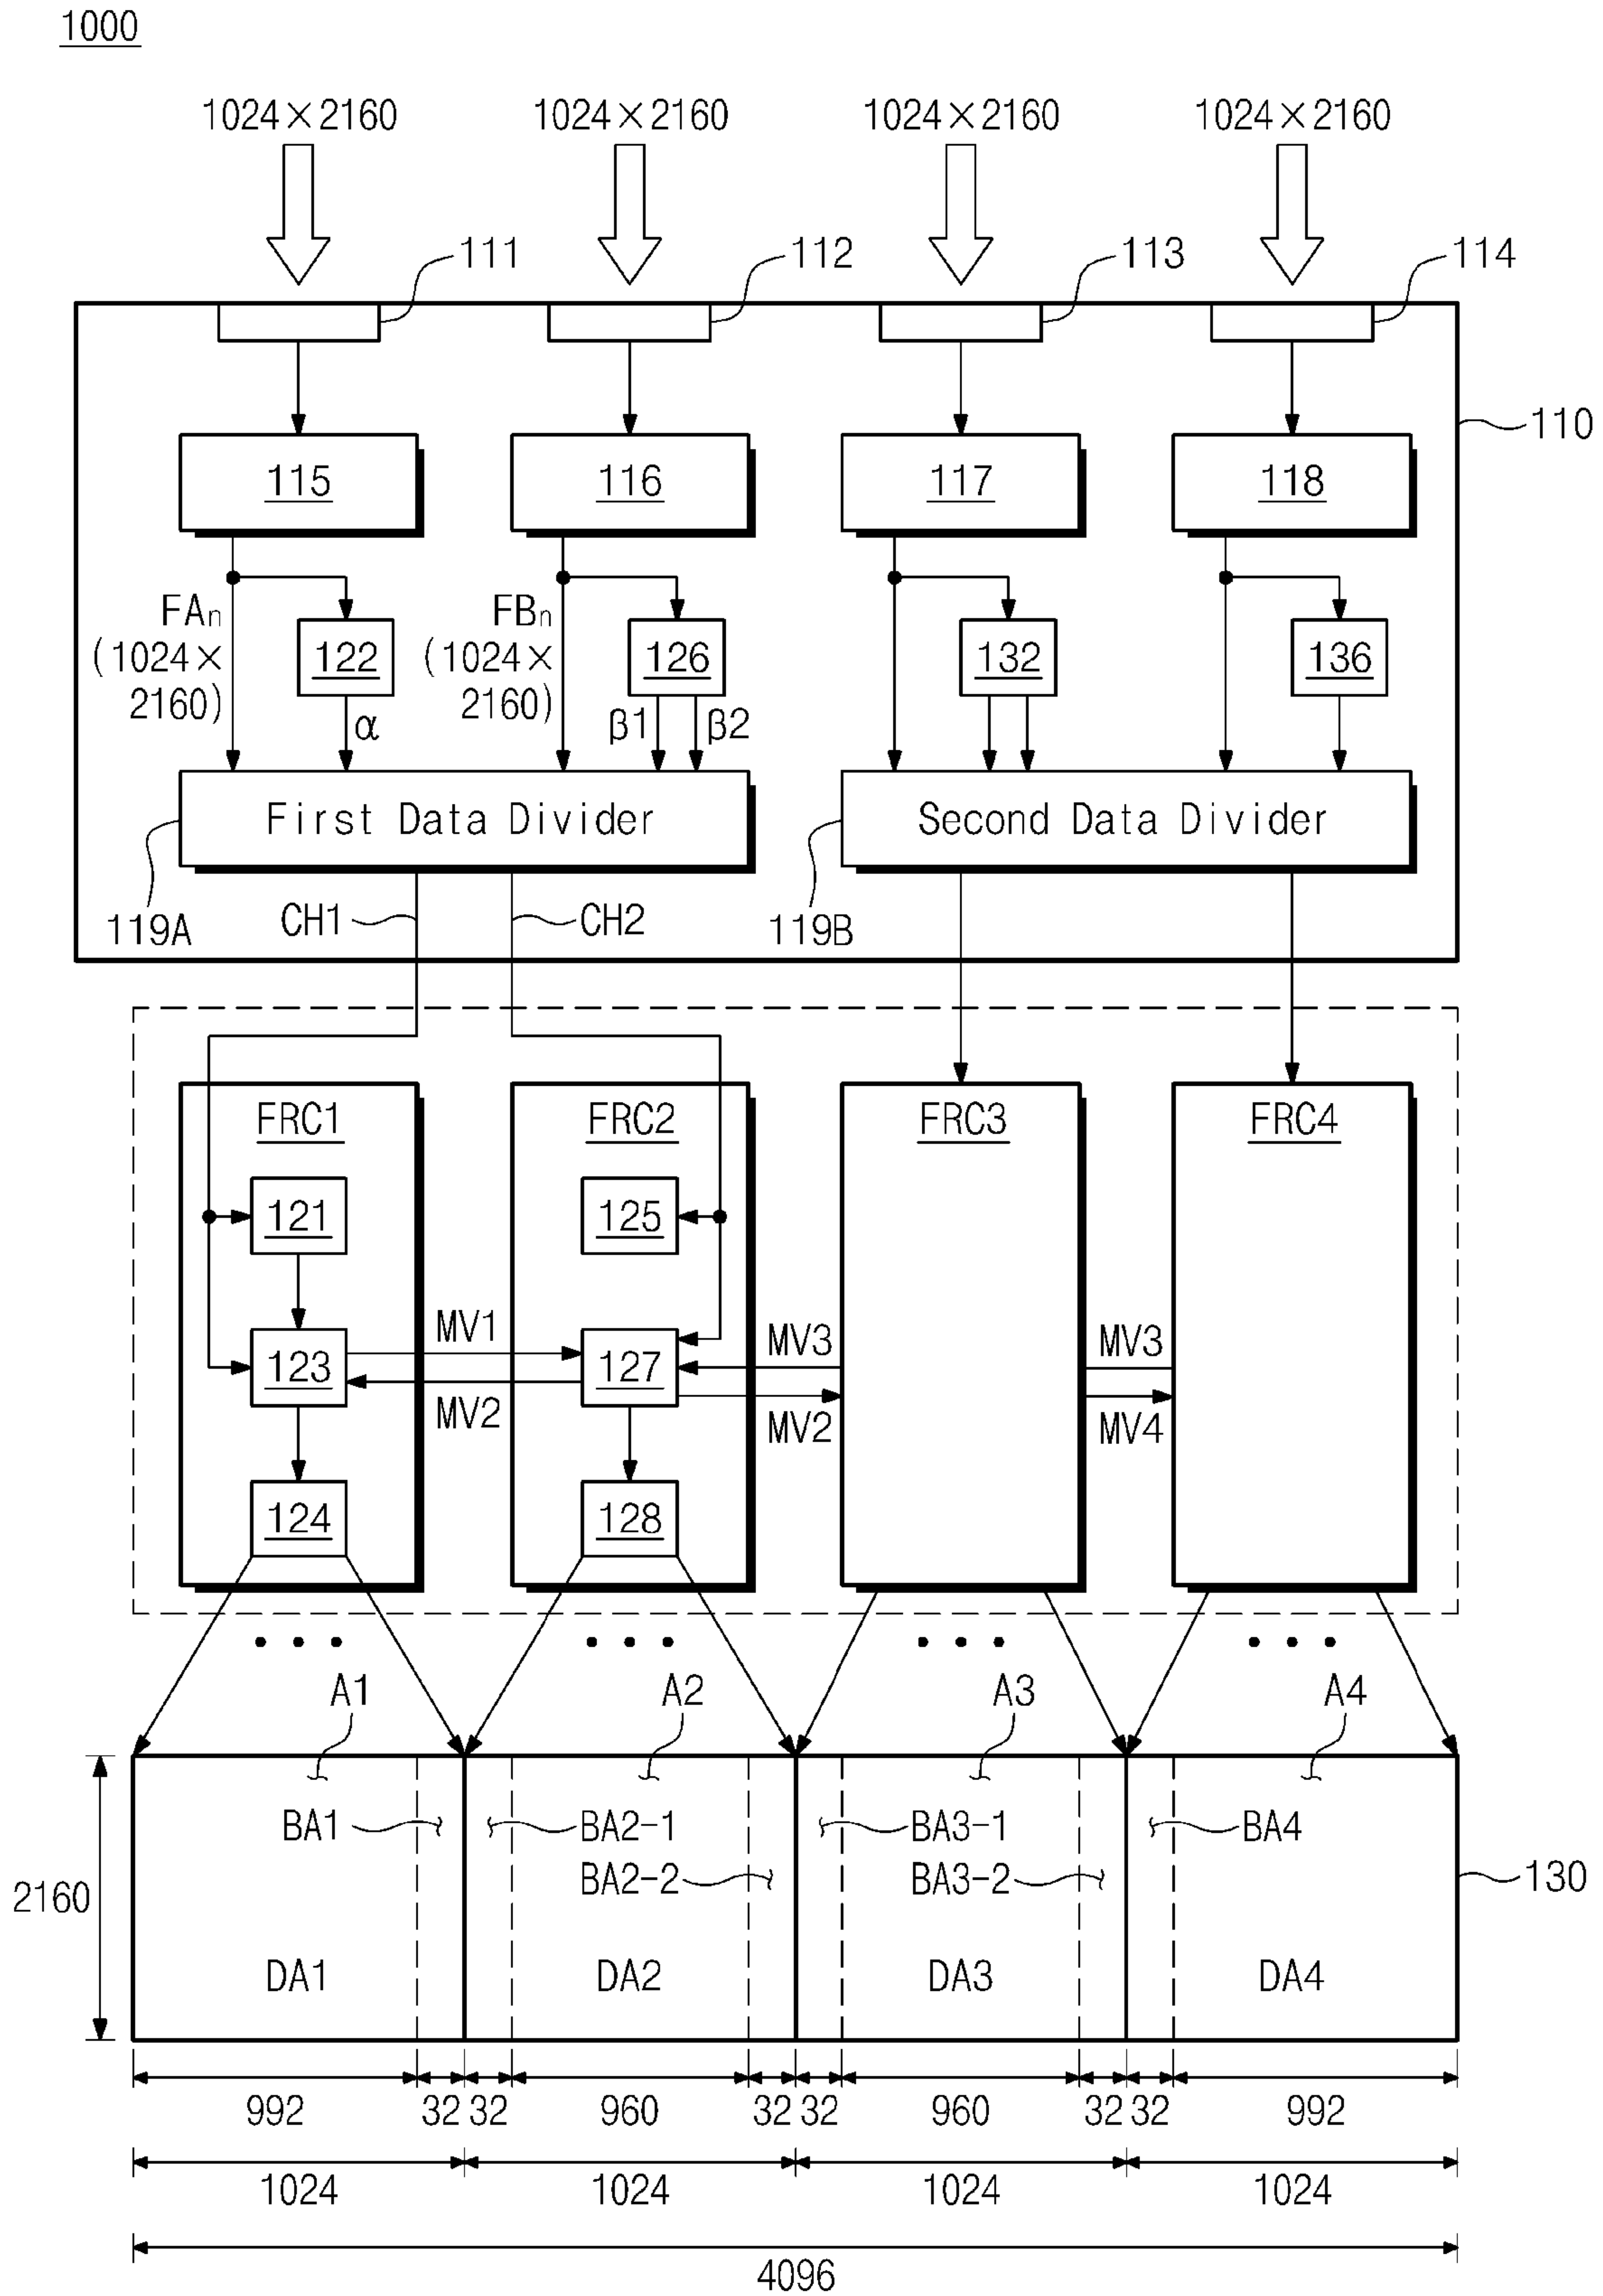 1000
1024×2160 1024×2160 1024×2160 1024×2160
111 112 113 114
110
115 116 117 118
FAn FBn
(1024× 122 (1024× 126 132 136
2160) α 2160) β1 β2
First Data Divider Second Data Divider
119A CH1 CH2 119B
FRC1 FRC2 FRC3 FRC4
121 125
MV1 MV3 MV3
123 127
MV2 MV2 MV4
124 128
A1 A2 A3 A4
BA1 BA2-1 BA3-1 BA4
BA2-2 BA3-2 130
2160
DA1 DA2 DA3 DA4
992 32 32 960 32 32 960 32 32 992
1024 1024 1024 1024
4096